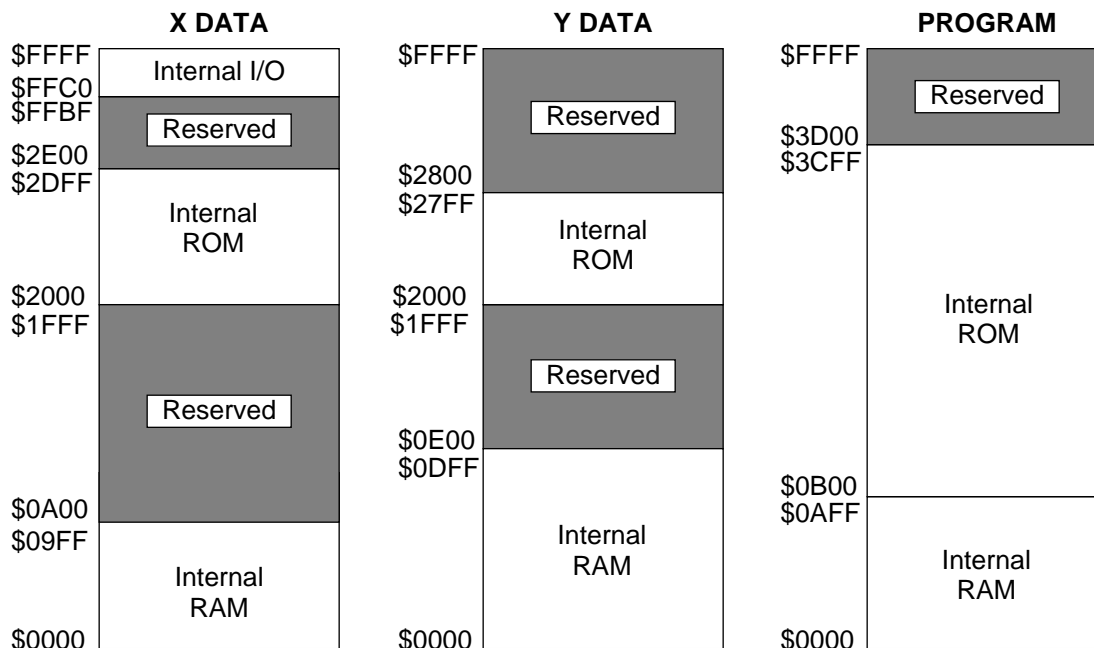 X DATA
$FFFF
Internal I/O
$FFC0
$FFBF
Reserved
$2E00
$2DFF
Internal
ROM
$2000
$1FFF
Reserved
$0A00
$09FF
Internal
RAM
$0000
Y DATA
$FFFF
Reserved
$2800
$27FF
Internal
ROM
$2000
$1FFF
Reserved
$0E00
$0DFF
Internal
RAM
$0000
PROGRAM
$FFFF
Reserved
$3D00
$3CFF
Internal
ROM
$0B00
$0AFF
Internal
RAM
$0000